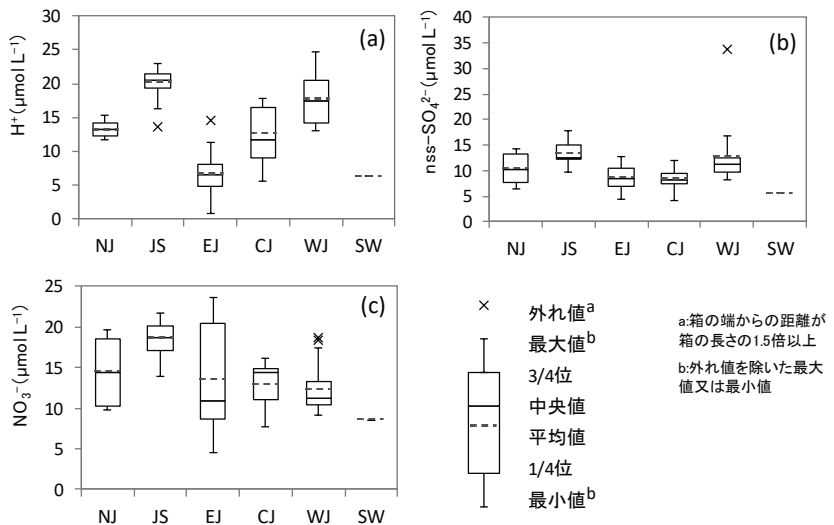 (a)
H⁺(μmol L⁻¹)
30
25
20
15
10
5
0
NJ JS EJ CJ WJ SW
(b)
nss-SO₄²⁻(μmol L⁻¹)
40
35
30
25
20
15
10
5
0
NJ JS EJ CJ WJ SW
(c)
NO₃⁻(μmol L⁻¹)
25
20
15
10
5
0
NJ JS EJ CJ WJ SW
外れ値a
最大値b
3/4位
中央値
平均値
1/4位
最小値b
a:箱の端からの距離が
箱の長さの1.5倍以上
b:外れ値を除いた最大
値又は最小値